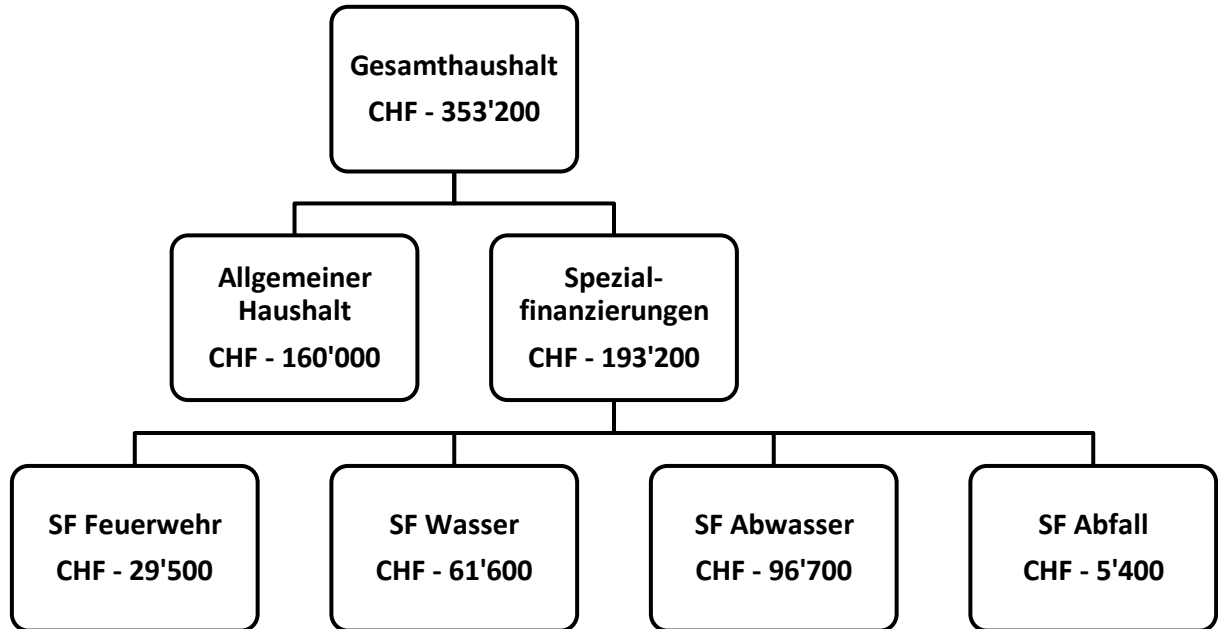 Gesamthaushalt
CHF - 353'200
Allgemeiner
Haushalt
CHF - 160'000
Spezial-
finanzierungen
CHF - 193'200
SF Feuerwehr
CHF - 29'500
SF Wasser
CHF - 61'600
SF Abwasser
CHF - 96'700
SF Abfall
CHF - 5'400